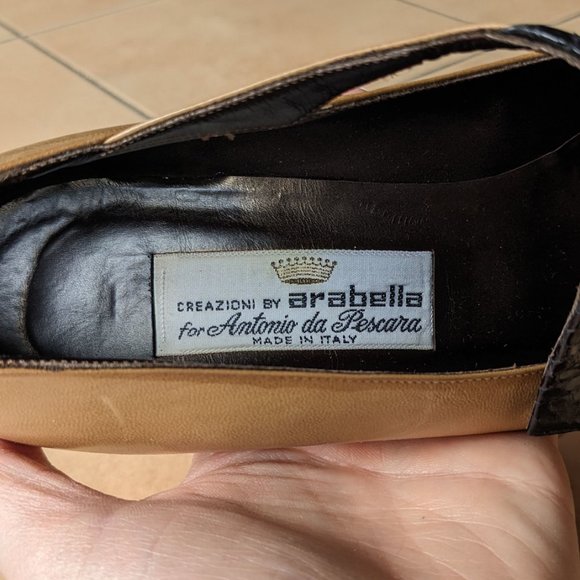 CREAZIONI BY arabella
for Antonio da Pescara
MADE IN ITALY